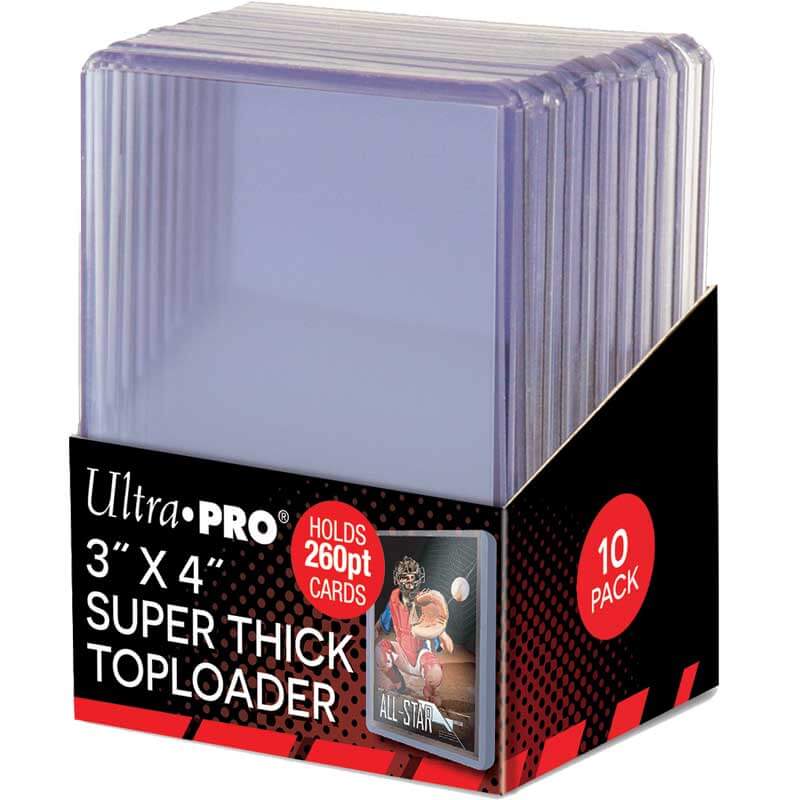 Ultra•PRO®
3″ X 4″
SUPER THICK
TOPLOADER
HOLDS
260pt
CARDS
ALL-STAR
10
PACK